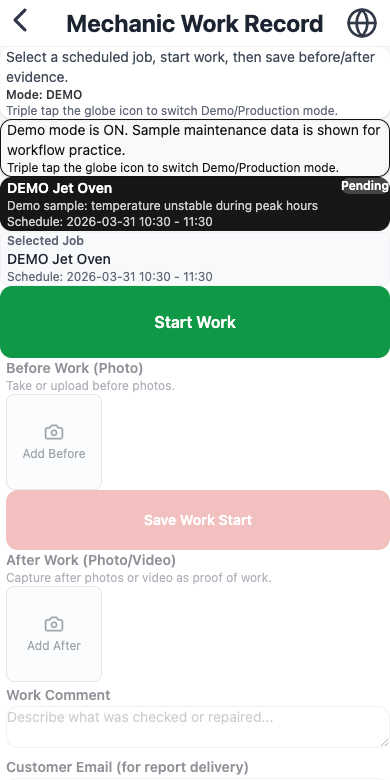 Mechanic Work Record
Select a scheduled job, start work, then save before/after
evidence.
Mode: DEMO
Triple tap the globe icon to switch Demo/Production mode.
Demo mode is ON. Sample maintenance data is shown for
workflow practice.
Triple tap the globe icon to switch Demo/Production mode.
DEMO Jet Oven
Pending
Demo sample: temperature unstable during peak hours
Schedule: 2026-03-31 10:30 - 11:30
Selected Job
DEMO Jet Oven
Schedule: 2026-03-31 10:30 - 11:30
Start Work
Before Work (Photo)
Take or upload before photos.
Add Before
Save Work Start
After Work (Photo/Video)
Capture after photos or video as proof of work.
Add After
Work Comment
Describe what was checked or repaired...
Customer Email (for report delivery)